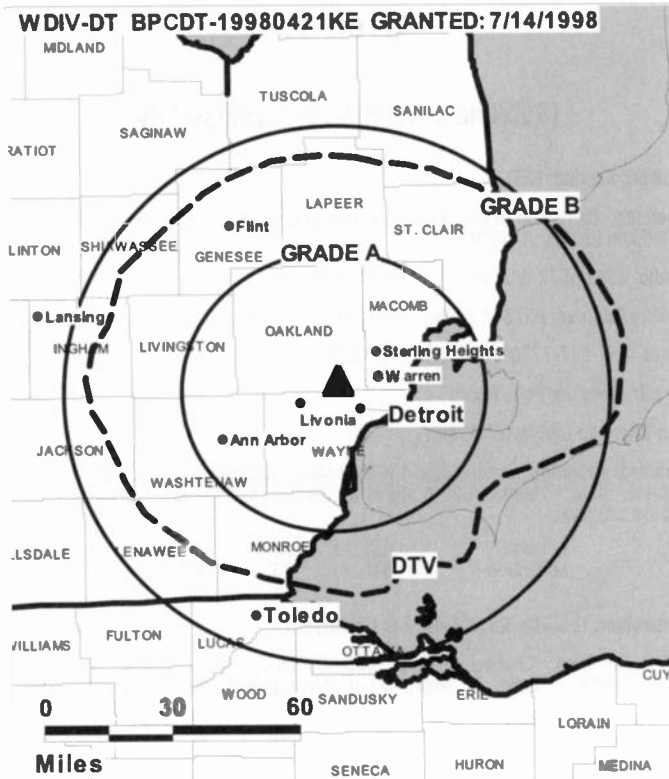 WDIV-DT BPCDT-19980421KE GRANTED: 7/14/1998
MIDLAND
TUSCOLA
SANILAC
SAGINAW
RATIOT
LAPEER
GRADE B
Flint
ST. CLAIR
CLINTON
SHIAWASSEE
GENESEE
GRADE A
MACOMB
Lansing
OAKLAND
INGHAM
LIVINGSTON
Sterling Heights
Warren
Livonia
Detroit
Ann Arbor
JACKSON
WAYNE
WASHTENAW
LLSDALE
LENAWEE
MONROE
DTV
Toledo
WILLIAMS
FULTON
LUCAS
OTTAWA
CUY
WOOD
SANDUSKY
ERIE
0 30 60
LORAIN
Miles
SENECA
HURON
MEDINA